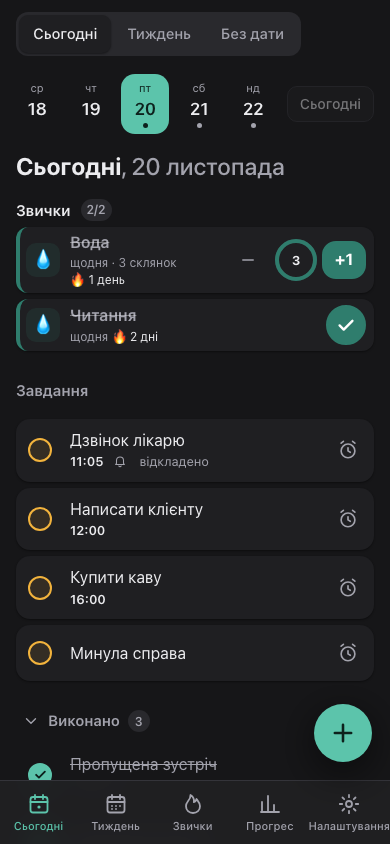 Сьогодні Тиждень Без дати
ср чт пт сб нд
18 19 20 21 22 Сьогодні
Сьогодні, 20 листопада
Звички 2/2
Вода
щодня · 3 склянок
🔥 1 день
3 +1
Читання
щодня 🔥 2 дні
Завдання
Дзвінок лікарю
11:05 відкладено
Написати клієнту
12:00
Купити каву
16:00
Минула справа
Виконано 3
Пропущена зустріч
Сьогодні Тиждень Звички Прогрес Налаштування